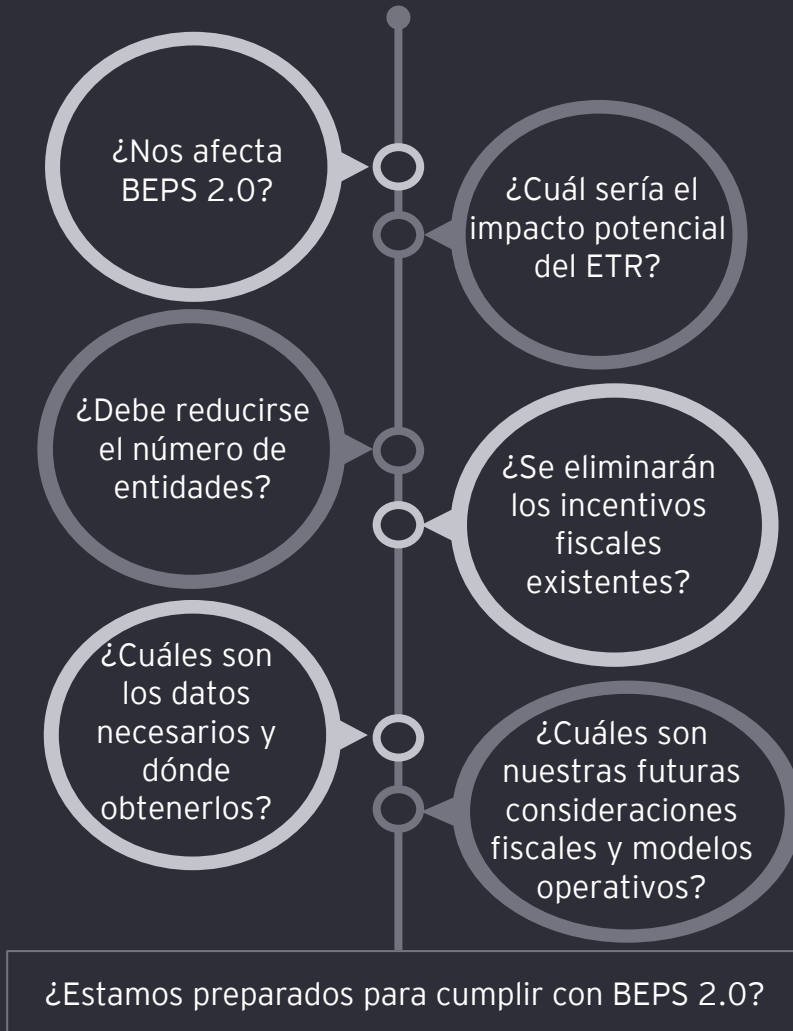 ¿Nos afecta
BEPS 2.0?
¿Cuál sería el
impacto potencial
del ETR?
¿Debe reducirse
el número de
entidades?
¿Se eliminarán
los incentivos
fiscales
existentes?
¿Cuáles son
los datos
necesarios y
dónde
obtenerlos?
¿Cuáles son
nuestras futuras
consideraciones
fiscales y modelos
operativos?
¿Estamos preparados para cumplir con BEPS 2.0?